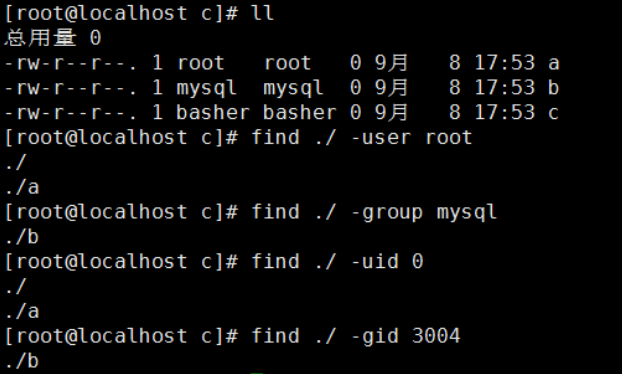 [root@localhost c]# ll
总用量 0
-rw-r--r--. 1 root   root   0 9月   8 17:53 a
-rw-r--r--. 1 mysql  mysql  0 9月   8 17:53 b
-rw-r--r--. 1 basher basher 0 9月   8 17:53 c
[root@localhost c]# find ./ -user root
./
./a
[root@localhost c]# find ./ -group mysql
./b
[root@localhost c]# find ./ -uid 0
./
./a
[root@localhost c]# find ./ -gid 3004
./b